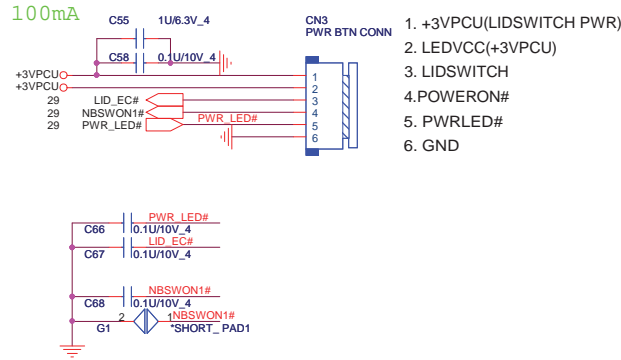 100mA
C55 1U/6.3V_4
C58 0.1U/10V_4
CN3
PWR BTN CONN
+3VPCU
+3VPCU
29 LID_EC#
29 NBSWON1#
29 PWR_LED#
PWR_LED#
1
2
3
4
5
6
1. +3VPCU(LIDSWITCH PWR)
2. LEDVCC(+3VPCU)
3. LIDSWITCH
4.POWERON#
5. PWRLED#
6. GND
PWR_LED#
C66 0.1U/10V_4
LID_EC#
C67 0.1U/10V_4
NBSWON1#
C68 0.1U/10V_4
2 1 NBSWON1#
G1 *SHORT_ PAD1